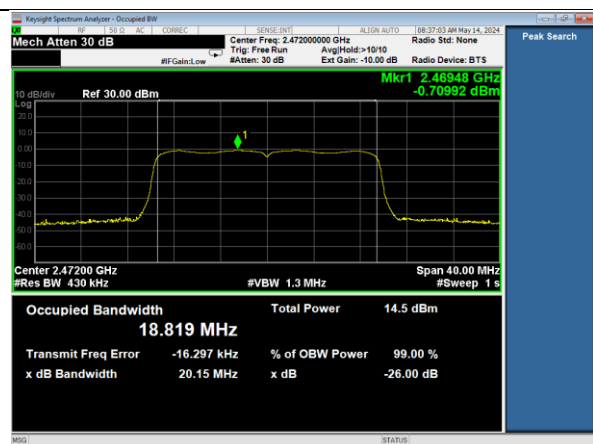 Keysight Spectrum Analyzer - Occupied BW
RF 50 Ω AC CORREC SENSE:INT ALIGN AUTO 08:37:03 AM May 14, 2024
Mech Atten 30 dB Center Freq: 2.472000000 GHz Radio Std: None
Trig: Free Run Avg|Hold:>10/10
#IFGain:Low #Atten: 30 dB Ext Gain: -10.00 dB Radio Device: BTS
Peak Search
Mkr1 2.46948 GHz
10 dB/div Ref 30.00 dBm -0.70992 dBm
Log
20.0
10.0
1
0.00
-10.0
-20.0
-30.0
-40.0
-50.0
-60.0
Center 2.47200 GHz Span 40.00 MHz
#Res BW 430 kHz #VBW 1.3 MHz #Sweep 1 s
Occupied Bandwidth Total Power 14.5 dBm
18.819 MHz
Transmit Freq Error -16.297 kHz % of OBW Power 99.00 %
x dB Bandwidth 20.15 MHz x dB -26.00 dB
MSG STATUS